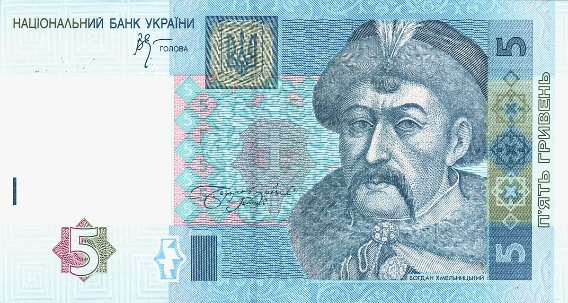 НАЦІОНАЛЬНИЙ БАНК УКРАЇНИ
ГОЛОВА
5
П'ЯТЬ ГРИВЕНЬ
5
5
БОГДАН ХМЕЛЬНИЦЬКИЙ